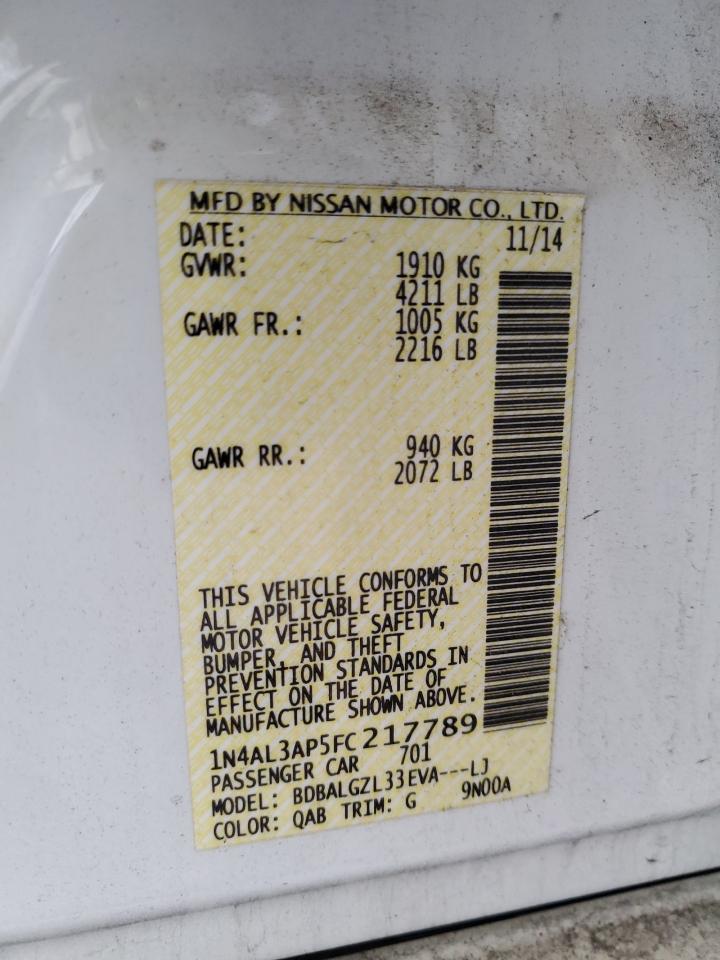 MFD BY NISSAN MOTOR CO., LTD.
DATE: 11/14
GVWR: 1910 KG
4211 LB
GAWR FR.: 1005 KG
2216 LB
GAWR RR.: 940 KG
2072 LB
THIS VEHICLE CONFORMS TO
ALL APPLICABLE FEDERAL
MOTOR VEHICLE SAFETY,
BUMPER, AND THEFT
PREVENTION STANDARDS IN
EFFECT ON THE DATE OF
MANUFACTURE SHOWN ABOVE.
1N4AL3AP5FC217789
PASSENGER CAR 701
MODEL: BDBALGZL33EVA---LJ
COLOR: QAB TRIM: G 9N00A